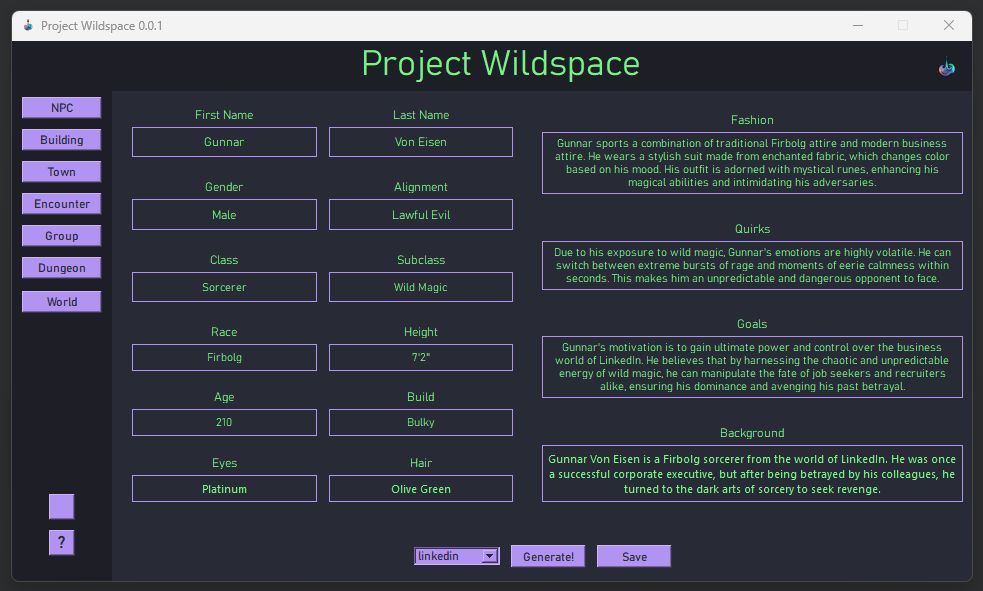 Project Wildspace 0.0.1
Project Wildspace
NPC
Building
Town
Encounter
Group
Dungeon
World
?
First Name
Last Name
Gunnar
Von Eisen
Gender
Alignment
Male
Lawful Evil
Class
Subclass
Sorcerer
Wild Magic
Race
Height
Firbolg
7'2"
Age
Build
210
Bulky
Eyes
Hair
Platinum
Olive Green
Fashion
Gunnar sports a combination of traditional Firbolg attire and modern business
attire. He wears a stylish suit made from enchanted fabric, which changes color
based on his mood. His outfit is adorned with mystical runes, enhancing his
magical abilities and intimidating his adversaries.
Quirks
Due to his exposure to wild magic, Gunnar's emotions are highly volatile. He can
switch between extreme bursts of rage and moments of eerie calmness within
seconds. This makes him an unpredictable and dangerous opponent to face.
Goals
Gunnar's motivation is to gain ultimate power and control over the business
world of LinkedIn. He believes that by harnessing the chaotic and unpredictable
energy of wild magic, he can manipulate the fate of job seekers and recruiters
alike, ensuring his dominance and avenging his past betrayal.
Background
Gunnar Von Eisen is a Firbolg sorcerer from the world of LinkedIn. He was once
a successful corporate executive, but after being betrayed by his colleagues, he
turned to the dark arts of sorcery to seek revenge.
linkedin
Generate!
Save